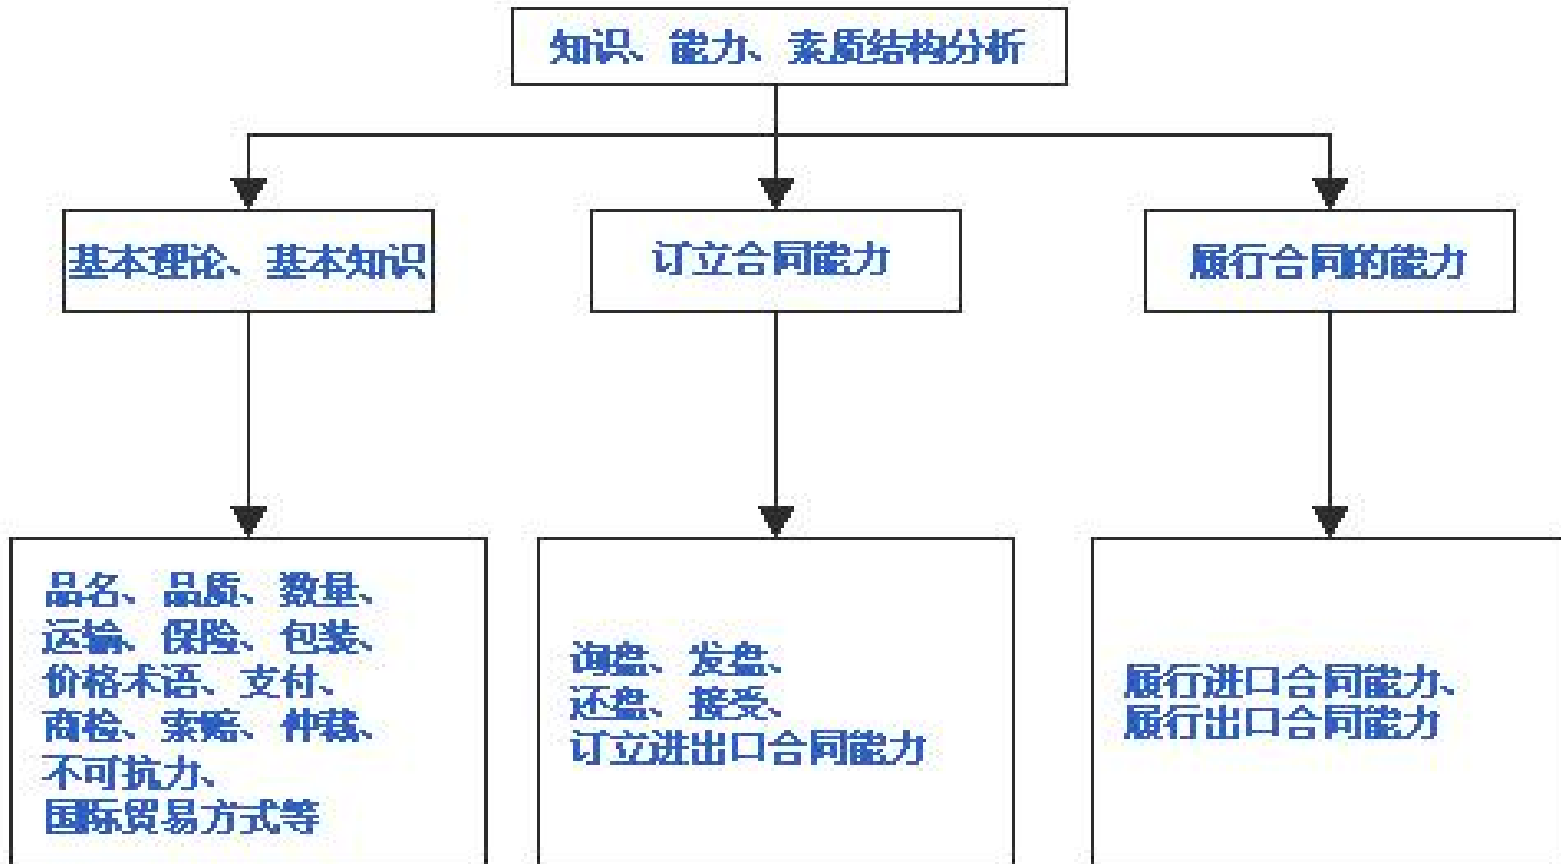 知识、能力、素质结构分析
基本理论、基本知识
订立合同能力
履行合同的能力
品名、品质、数量、
运输、保险、包装、
价格术语、支付、
商检、索赔、仲裁、
不可抗力、
国际贸易方式等
询盘、发盘、
还盘、接受、
订立进出口合同能力
履行进口合同能力、
履行出口合同能力